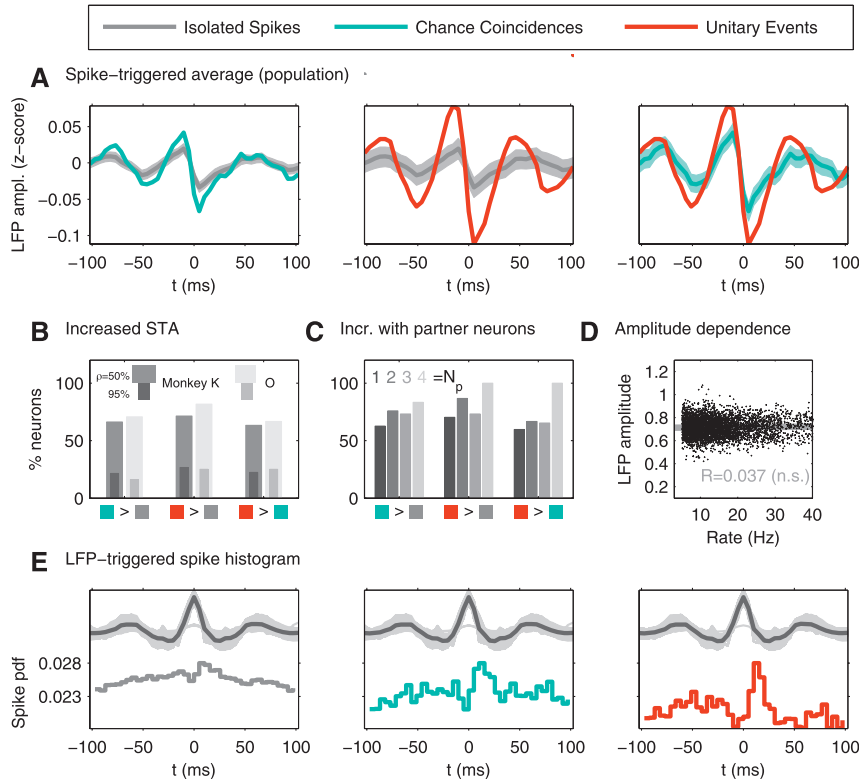 Isolated Spikes Chance Coincidences Unitary Events
A Spike−triggered average (population)
LFP ampl. (z−score)
0.05
0
−0.05
−0.1
−100 −50 0 50 100
t (ms)
−100 −50 0 50 100
t (ms)
−100 −50 0 50 100
t (ms)
B Increased STA
% neurons
100
50
0
ρ=50% Monkey K O
95%
> > >
C Incr. with partner neurons
100
50
0
1 2 3 4 =Np
> > >
D Amplitude dependence
LFP amplitude
1.2
1
0.8
0.6
0.4
0.2
R=0.037 (n.s.)
10 20 30 40
Rate (Hz)
E LFP−triggered spike histogram
Spike pdf
0.028
0.023
−100 −50 0 50 100
t (ms)
−100 −50 0 50 100
t (ms)
−100 −50 0 50 100
t (ms)